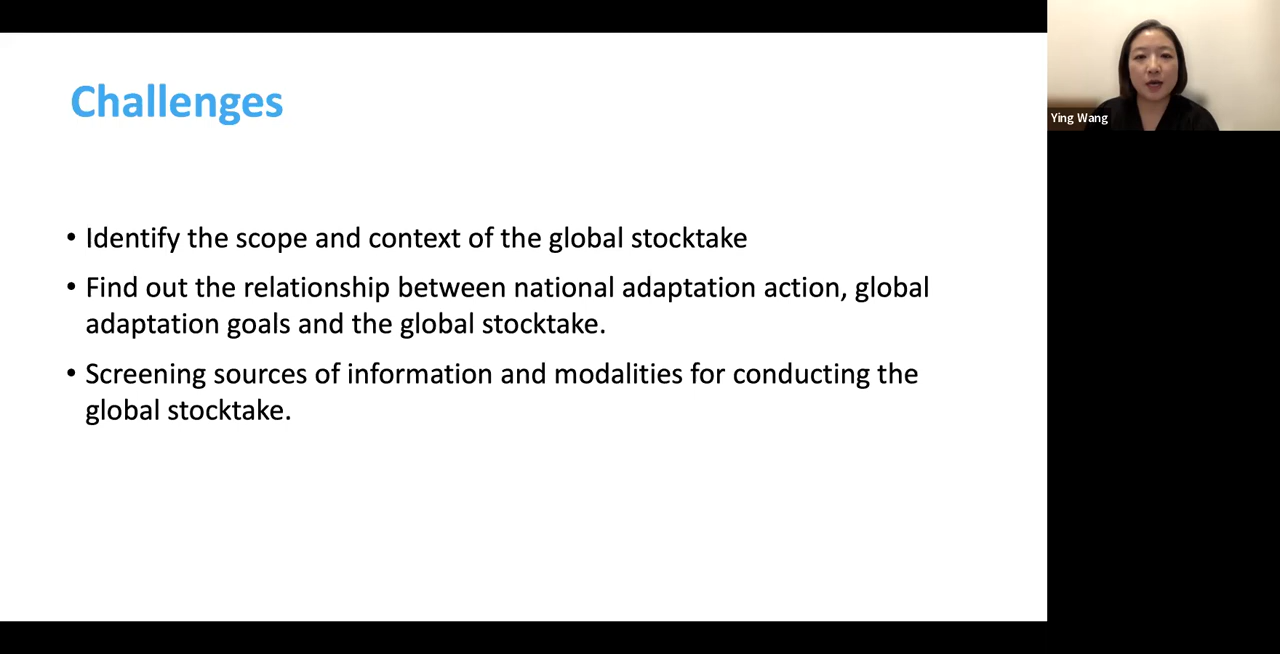 Challenges
• Identify the scope and context of the global stocktake
• Find out the relationship between national adaptation action, global
adaptation goals and the global stocktake.
• Screening sources of information and modalities for conducting the
global stocktake.
Ying Wang